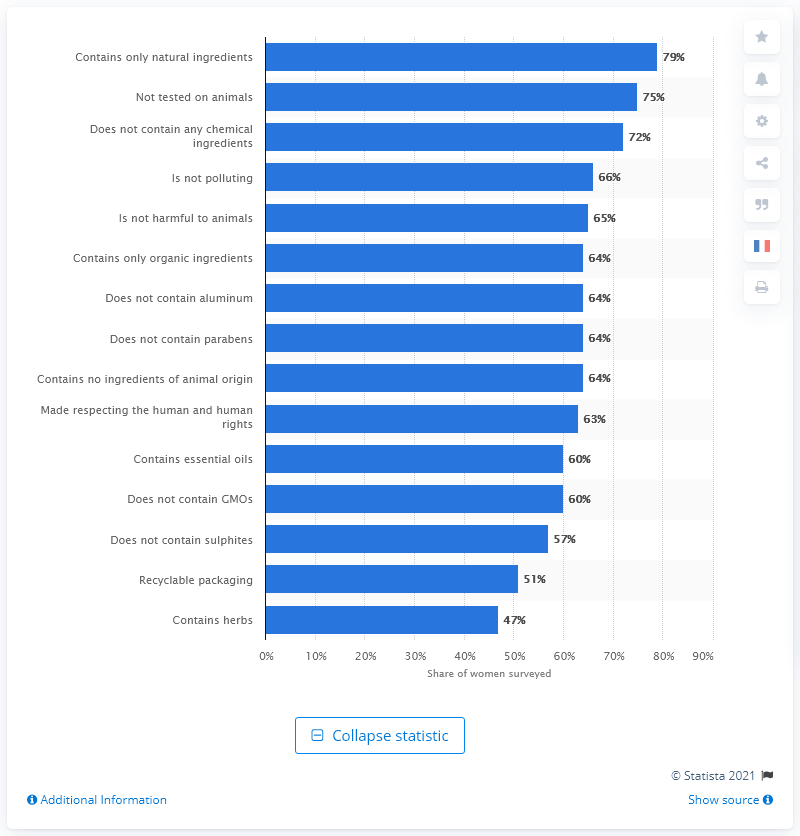 Contains only natural ingredients 79%
Not tested on animals 75%
Does not contain any chemical
ingredients 72%
Is not polluting 66%
Is not harmful to animals 65%
Contains only organic ingredients 64%
Does not contain aluminum 64%
Does not contain parabens 64%
Contains no ingredients of animal origin 64%
Made respecting the human and human
rights 63%
Contains essential oils 60%
Does not contain GMOs 60%
Does not contain sulphites 57%
Recyclable packaging 51%
Contains herbs 47%
0% 10% 20% 30% 40% 50% 60% 70% 80% 90%
Share of women surveyed
Collapse statistic
© Statista 2021
Additional Information Show source